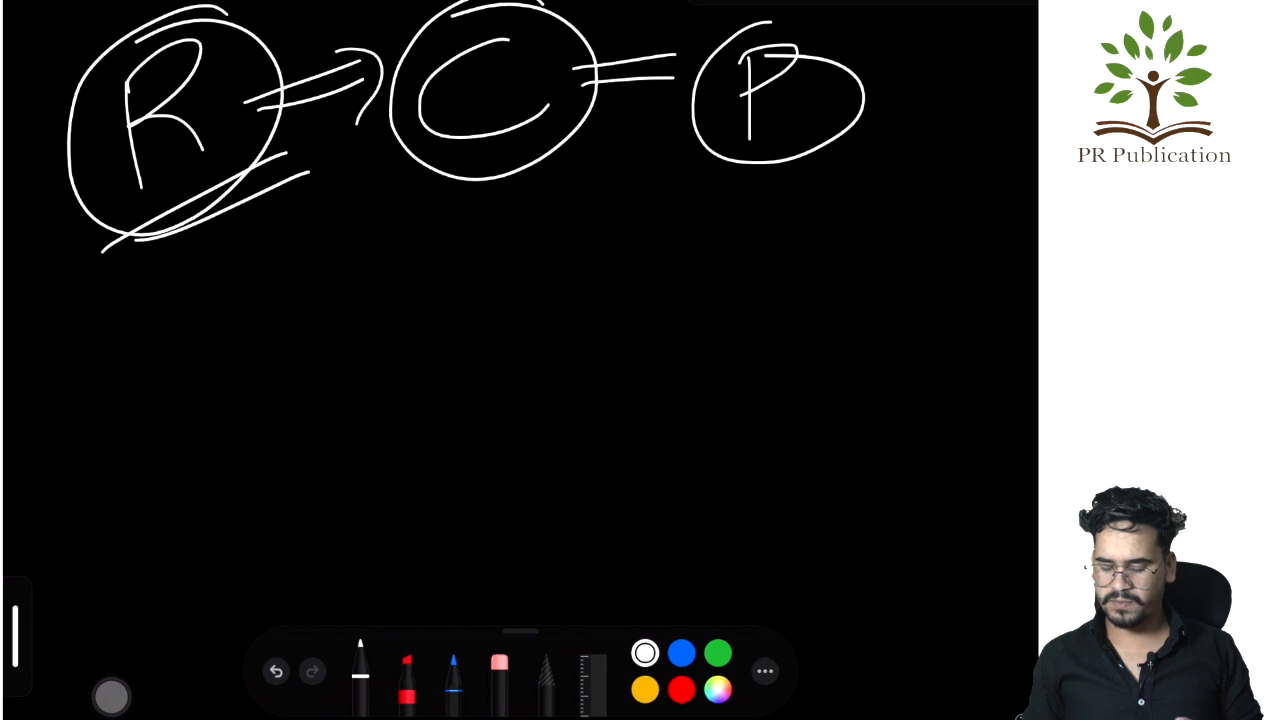 R ⇒ C = P
PR Publication